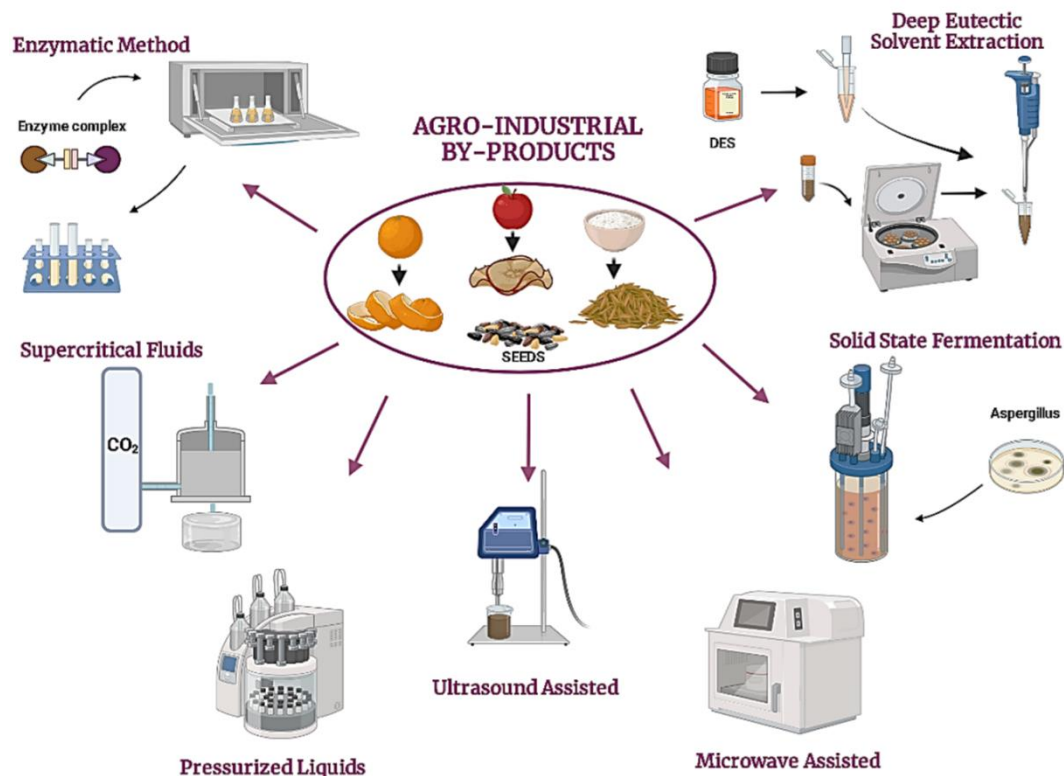 Enzymatic Method
Enzyme complex
Deep Eutectic
Solvent Extraction
DES
AGRO-INDUSTRIAL
BY-PRODUCTS
SEEDS
Supercritical Fluids
CO₂
Solid State Fermentation
Aspergillus
Pressurized Liquids
Ultrasound Assisted
Microwave Assisted